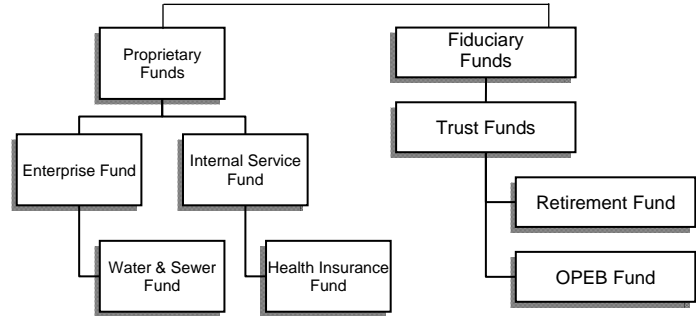 Proprietary
Funds
Fiduciary
Funds
Trust Funds
Enterprise Fund
Internal Service
Fund
Retirement Fund
Water & Sewer
Fund
Health Insurance
Fund
OPEB Fund